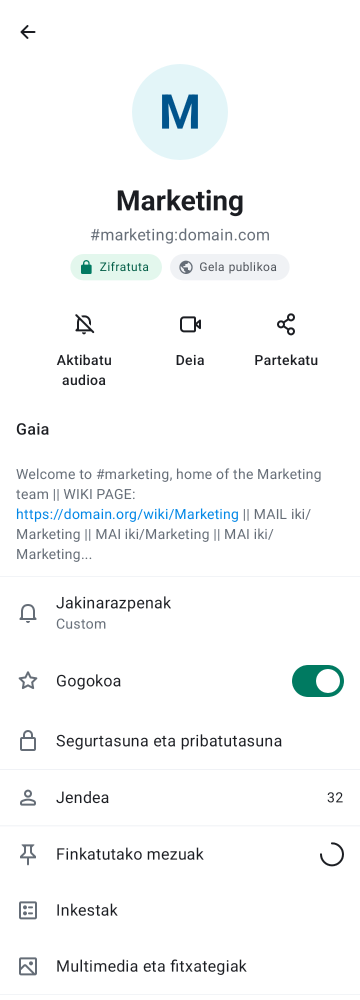 M
Marketing
#marketing:domain.com
Zifratuta
Gela publikoa
Aktibatu
audioa
Deia
Partekatu
Gaia
Welcome to #marketing, home of the Marketing
team || WIKI PAGE:
https://domain.org/wiki/Marketing || MAIL iki/
Marketing || MAI iki/Marketing || MAI iki/
Marketing...
Jakinarazpenak
Custom
Gogokoa
Segurtasuna eta pribatutasuna
Jendea 32
Finkatutako mezuak
Inkestak
Multimedia eta fitxategiak